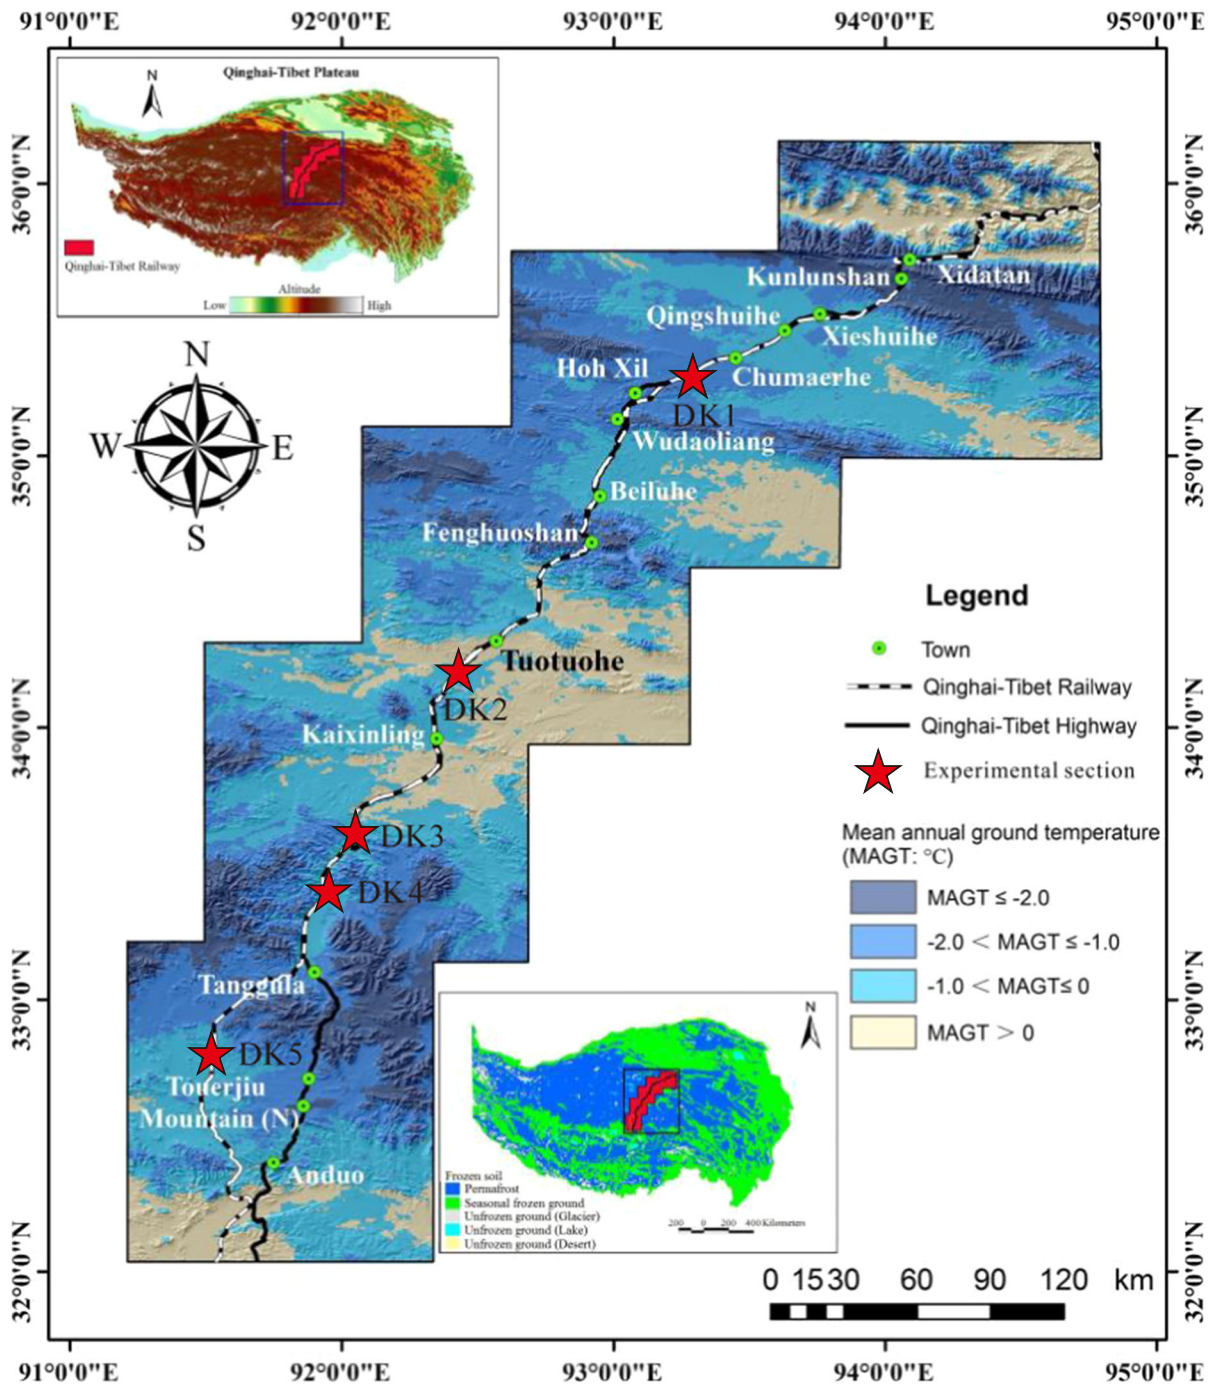 91°0'0"E 92°0'0"E 93°0'0"E 94°0'0"E 95°0'0"E
36°0'0"N
35°0'0"N
34°0'0"N
33°0'0"N
32°0'0"N
36°0'0"N
35°0'0"N
34°0'0"N
33°0'0"N
32°0'0"N
N
Qinghai-Tibet Plateau
Qinghai-Tibet Railway
Altitude
Low High
N
W E
S
Kunlunshan
Xidatan
Qingshuihe
Xieshuihe
Hoh Xil
Chumaerhe
DK1
Wudaoliang
Beiluhe
Fenghuoshan
Tuotuohe
DK2
Kaixinling
DK3
DK4
Tanggula
DK5
Touerjiu
Mountain (N)
Anduo
Legend
Town
Qinghai-Tibet Railway
Qinghai-Tibet Highway
Experimental section
Mean annual ground temperature
(MAGT: °C)
MAGT ≤ -2.0
-2.0 < MAGT ≤ -1.0
-1.0 < MAGT≤ 0
MAGT > 0
N
Frozen soil
Permafrost
Seasonal frozen ground
Unfrozen ground (Glacier)
Unfrozen ground (Lake)
Unfrozen ground (Desert)
200 0 200 400 Kilometers
0 15 30 60 90 120 km
91°0'0"E 92°0'0"E 93°0'0"E 94°0'0"E 95°0'0"E